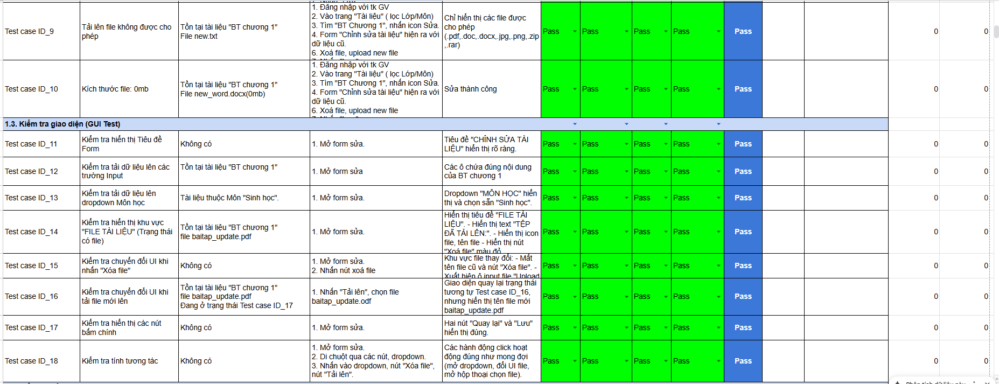 1. Đăng nhập với tk GV
Test case ID_9
Tải lên file không được cho
phép
Tồn tại tài liệu "BT chương 1"
File new.txt
2. Vào trang "Tài liệu" ( lọc Lớp/Môn)
3. Tìm "BT Chương 1", nhấn icon Sửa.
4. Form "Chỉnh sửa tài liệu" hiện ra với
dữ liệu cũ.
6. Xoá file, upload new file
Chỉ hiển thị các file được
cho phép
(.pdf,.doc,.docx,.jpg,.png,.zip
,.rar)
Pass
Pass
Pass
Pass
Pass
0
0
Test case ID_10
Kích thước file: 0mb
Tồn tại tài liệu "BT chương 1"
File new_word.docx(0mb)
1. Đăng nhập với tk GV
2. Vào trang "Tài liệu" ( lọc Lớp/Môn)
3. Tìm "BT Chương 1", nhấn icon Sửa.
4. Form "Chỉnh sửa tài liệu" hiện ra với
dữ liệu cũ.
6. Xoá file, upload new file
Sửa thành công
Pass
Pass
Pass
Pass
Pass
0
0
1.3. Kiểm tra giao diện (GUI Test)
Test case ID_11
Kiểm tra hiển thị Tiêu đề
Form
Không có
1. Mở form sửa.
Tiêu đề "CHỈNH SỬA TÀI
LIỆU" hiển thị rõ ràng.
Pass
Pass
Pass
Pass
Pass
0
0
Test case ID_12
Kiểm tra tải dữ liệu lên các
trường Input
Tồn tại tài liệu "BT chương 1"
1. Mở form sửa
Các ô chứa đúng nội dung
của BT chương 1
Pass
Pass
Pass
Pass
Pass
0
0
Test case ID_13
Kiểm tra tải dữ liệu lên
dropdown Môn học
Tài liệu thuộc Môn "Sinh học".
1. Mở form sửa.
Dropdown "MÔN HỌC" hiển
thị và chọn sẵn "Sinh học".
Pass
Pass
Pass
Pass
Pass
0
0
Test case ID_14
Kiểm tra hiển thị khu vực
"FILE TÀI LIỆU" (Trạng thái
có file)
Tồn tại tài liệu "BT chương 1"
file baitap_update.pdf
1. Mở form sửa.
Hiển thị tiêu đề "FILE TÀI
LIỆU". - Hiển thị text "TỆP
ĐÃ TẢI LÊN:". - Hiển thị icon
file, tên file - Hiển thị nút
"Xoá file" màu đỏ
Pass
Pass
Pass
Pass
Pass
0
0
Test case ID_15
Kiểm tra chuyển đổi UI khi
nhấn "Xóa file"
Không có
1. Mở form sửa.
2. Nhấn nút xoá file
Khu vực file thay đổi: - Mất
tên file cũ và nút "Xóa file". -
Xuất hiện ô input file "Upload
Pass
Pass
Pass
Pass
Pass
0
0
Test case ID_16
Kiểm tra chuyển đổi UI khi
tải file mới lên
Tồn tại tài liệu "BT chương 1"
file baitap_update.pdf
Đang ở trạng thái Test case ID_17
1. Nhấn "Tải lên", chọn file
baitap_update.odf
Giao diện quay lại trạng thái
tương tự Test case ID_16,
nhưng hiển thị tên file mới
baitap_update.pdf
Pass
Pass
Pass
Pass
Pass
0
0
Test case ID_17
Kiểm tra hiển thị các nút
bấm chính
Không có
1. Mở form sửa.
Hai nút "Quay lại" và "Lưu"
hiển thị đúng.
Pass
Pass
Pass
Pass
Pass
0
0
Test case ID_18
Kiểm tra tính tương tác
Không có
1. Mở form sửa.
2. Di chuột qua các nút, dropdown.
3. Nhấn vào dropdown, nút "Xóa file",
nút "Tải lên".
Các hành động click hoạt
động đúng như mong đợi
(mở dropdown, đổi UI file,
mở hộp thoại chọn file).
Pass
Pass
Pass
Pass
Pass
0
0
Phân tích dữ liệu này